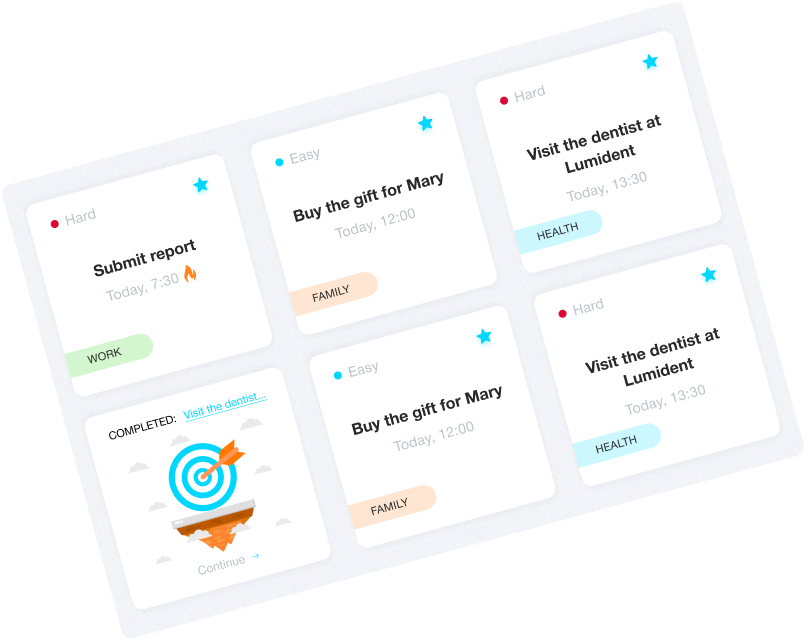 Hard
Submit report
Today, 7:30
WORK
Easy
Buy the gift for Mary
Today, 12:00
FAMILY
Hard
Visit the dentist at
Lumident
Today, 13:30
HEALTH
COMPLETED: Visit the dentist...
Continue →
Easy
Buy the gift for Mary
Today, 12:00
FAMILY
Hard
Visit the dentist at
Lumident
Today, 13:30
HEALTH